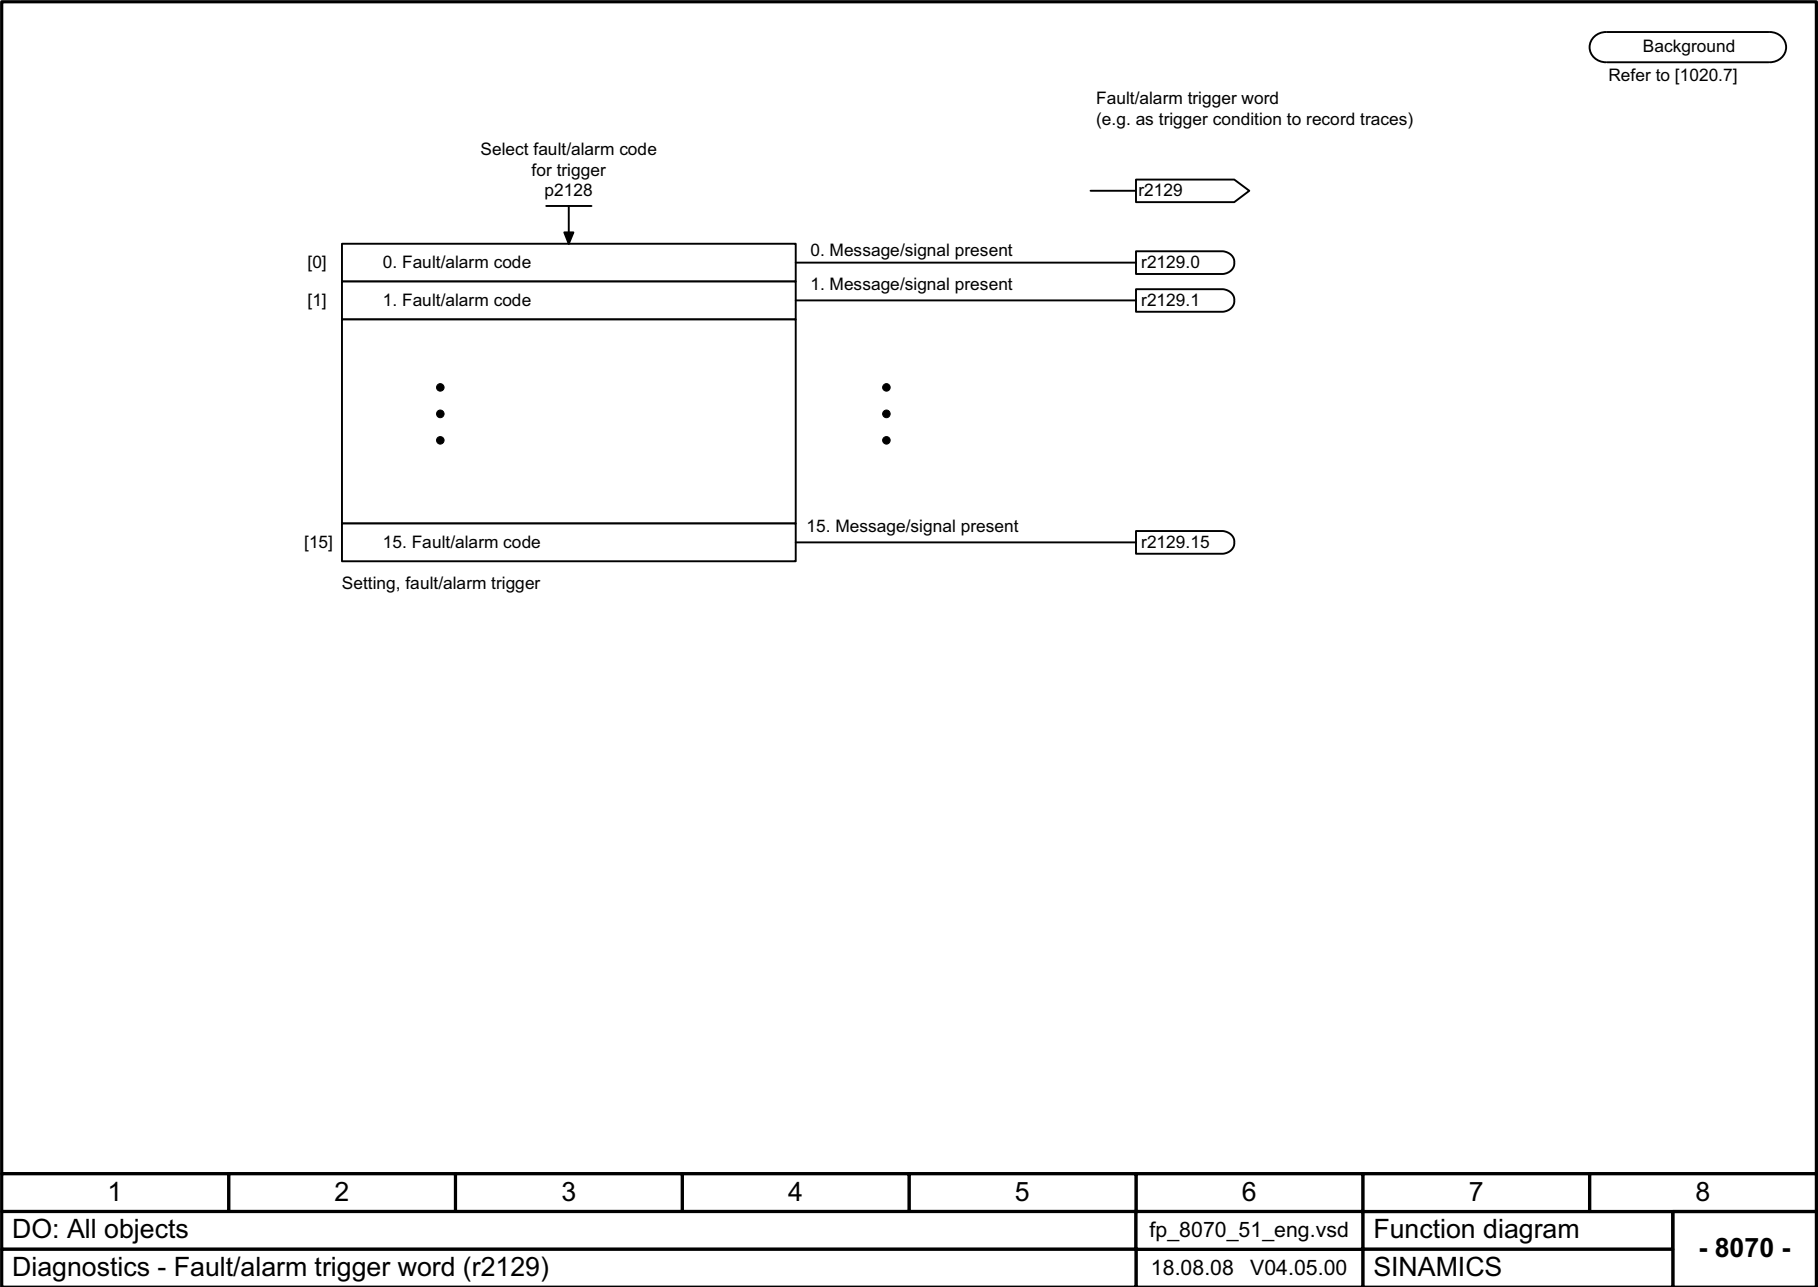 Background
Refer to [1020.7]
Fault/alarm trigger word
(e.g. as trigger condition to record traces)
Select fault/alarm code
for trigger
p2128
r2129
[0] 0. Fault/alarm code 0. Message/signal present r2129.0
[1] 1. Fault/alarm code 1. Message/signal present r2129.1
[15] 15. Fault/alarm code 15. Message/signal present r2129.15
Setting, fault/alarm trigger
1 2 3 4 5 6 7 8
DO: All objects fp_8070_51_eng.vsd Function diagram - 8070 -
Diagnostics - Fault/alarm trigger word (r2129) 18.08.08 V04.05.00 SINAMICS